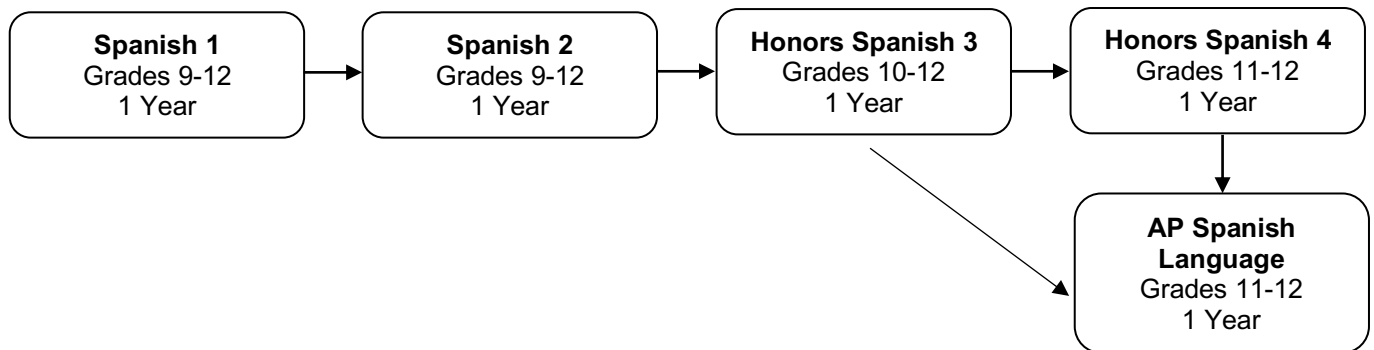 Spanish 1
Grades 9-12
1 Year
Spanish 2
Grades 9-12
1 Year
Honors Spanish 3
Grades 10-12
1 Year
Honors Spanish 4
Grades 11-12
1 Year
AP Spanish
Language
Grades 11-12
1 Year